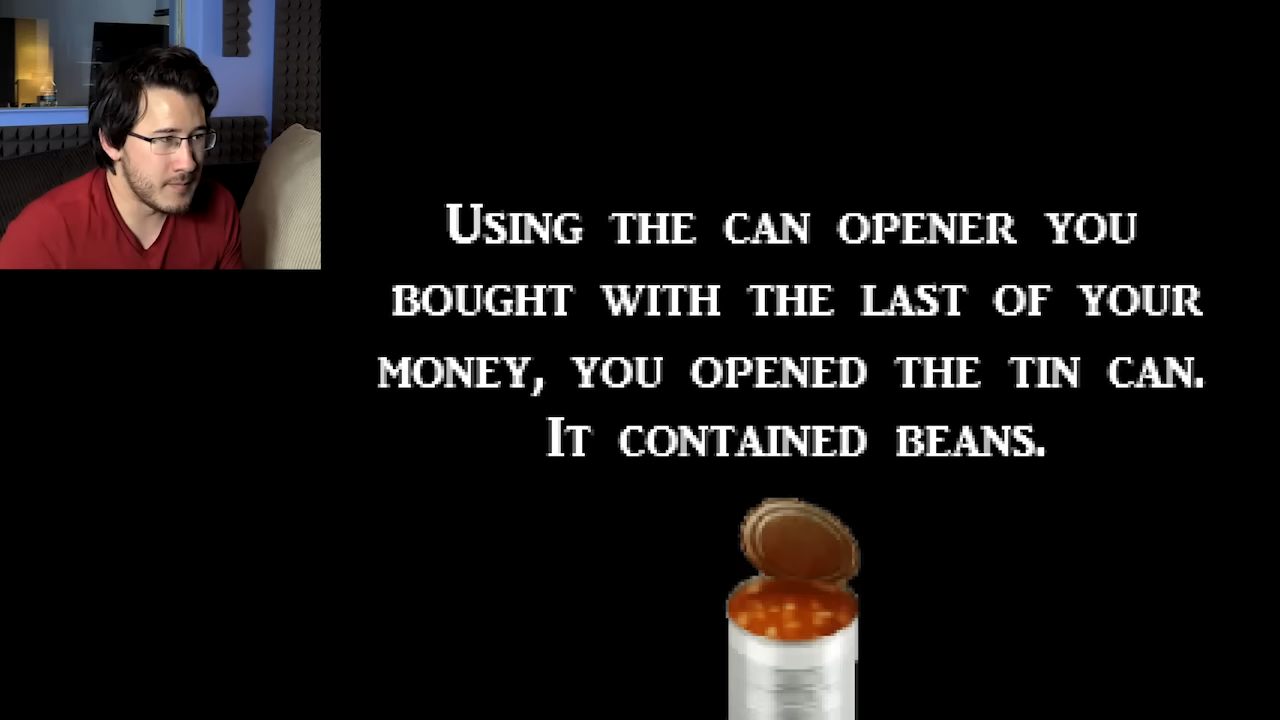 Using the can opener you
bought with the last of your
money, you opened the tin can.
It contained beans.